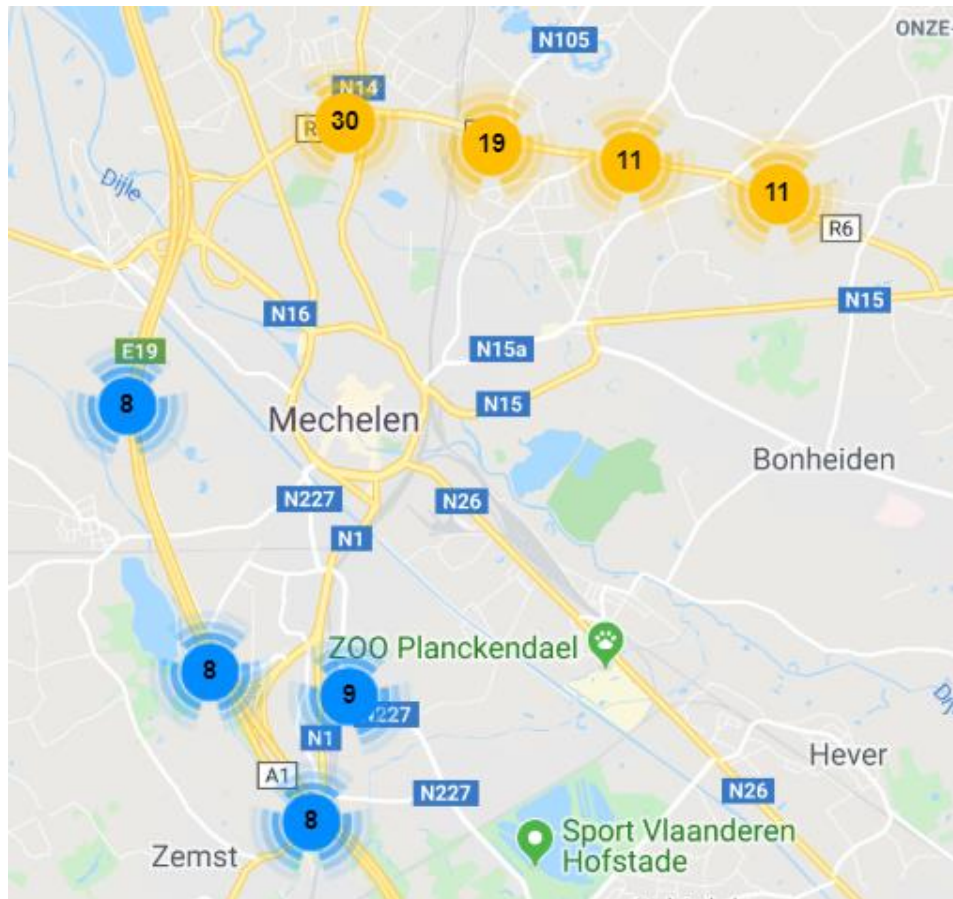 ONZE-
N105
N14
30
19
11
11
Dijle
R6
N15
N16
E19
N15a
8
N15
Mechelen
Bonheiden
N227
N26
N1
ZOO Planckendael
8
9
N227
N1
Hever
A1
N227
N26
8
Sport Vlaanderen
Hofstade
Zemst